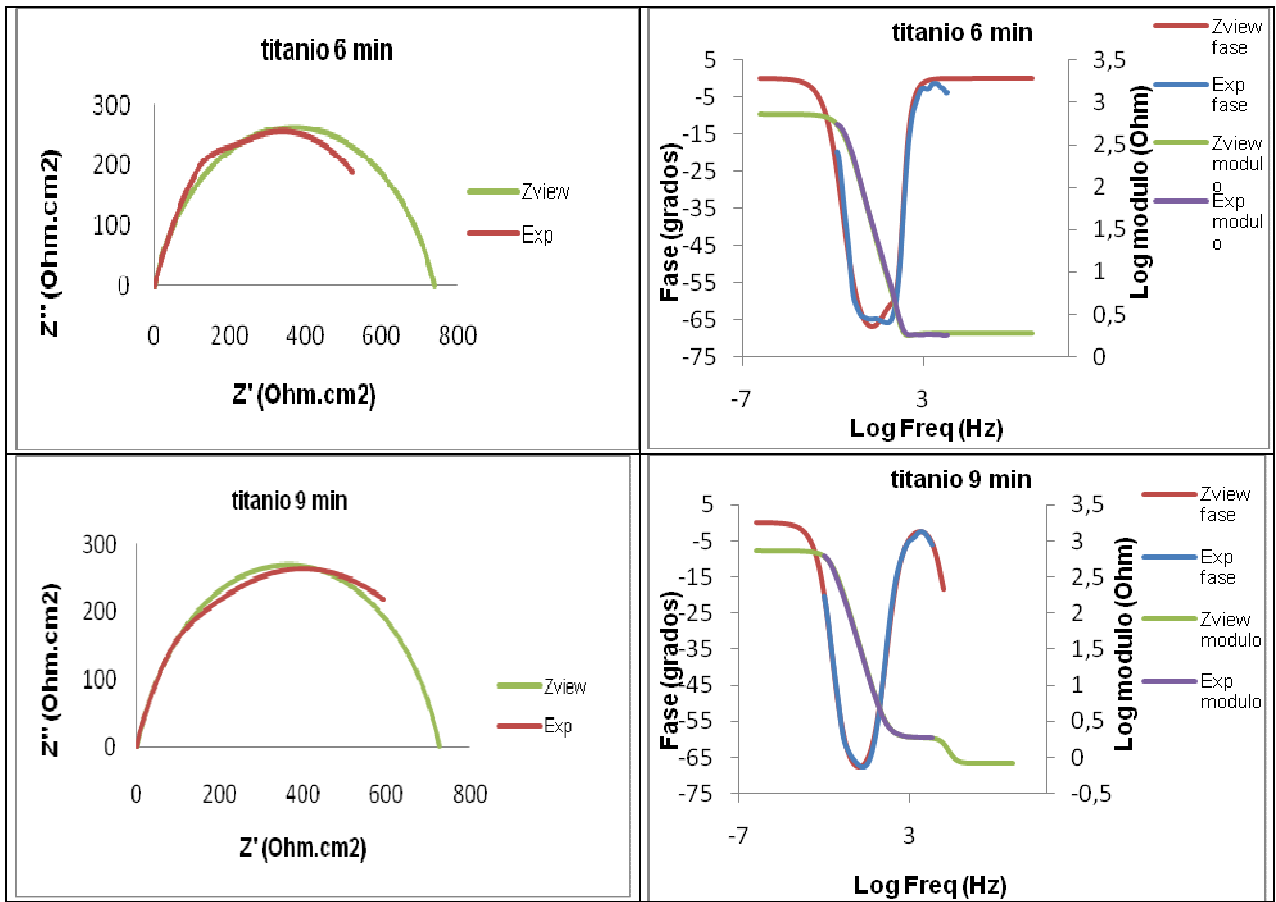 titanio 6 min
300
200
100
0
0
200
400
600
800
Z'' (Ohm.cm2)
Z' (Ohm.cm2)
Zview
Exp
titanio 6 min
5
-5
-15
-25
-35
-45
-55
-65
-75
-7
3
3,5
3
2,5
2
1,5
1
0,5
0
Fase (grados)
Log modulo (Ohm)
Log Freq (Hz)
Zview
fase
Exp
fase
Zview
modul
o
Exp
modul
o
titanio 9 min
300
200
100
0
0
200
400
600
800
Z'' (Ohm.cm2)
Z' (Ohm.cm2)
Zview
Exp
titanio 9 min
5
-5
-15
-25
-35
-45
-55
-65
-75
-7
3
3,5
3
2,5
2
1,5
1
0,5
0
-0,5
Fase (grados)
Log modulo (Ohm)
Log Freq (Hz)
Zview
fase
Exp
fase
Zview
modulo
Exp
modulo